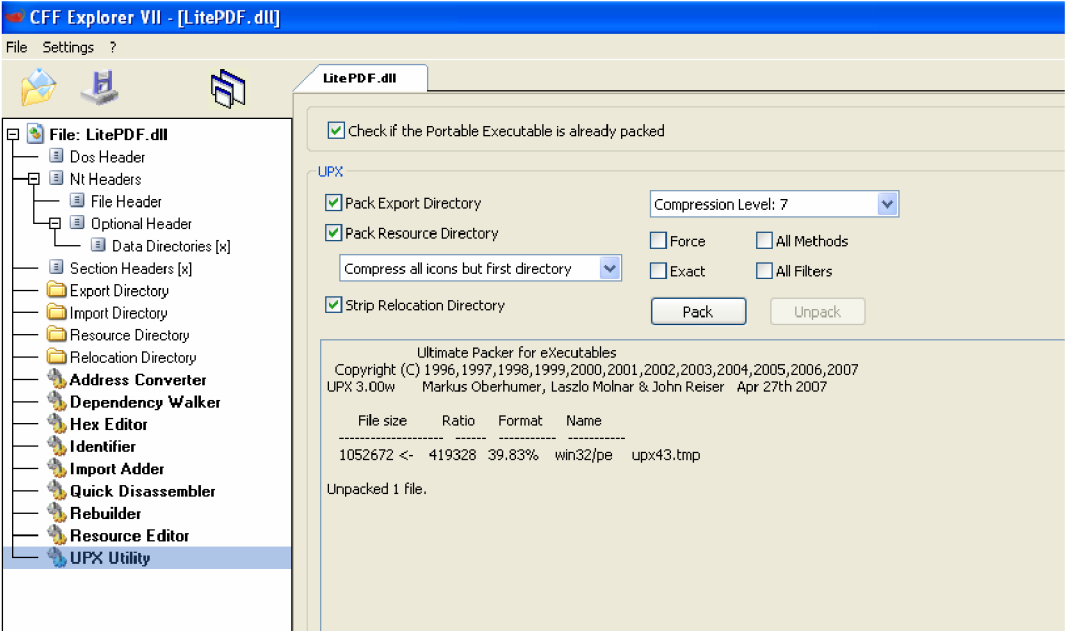 CFF Explorer VII - [LitePDF.dll]
File Settings ?
LitePDF.dll
File: LitePDF.dll
Dos Header
Nt Headers
File Header
Optional Header
Data Directories [x]
Section Headers [x]
Export Directory
Import Directory
Resource Directory
Relocation Directory
Address Converter
Dependency Walker
Hex Editor
Identifier
Import Adder
Quick Disassembler
Rebuilder
Resource Editor
UPX Utility
Check if the Portable Executable is already packed
UPX
Pack Export Directory
Compression Level: 7
Pack Resource Directory
Force All Methods
Compress all icons but first directory
Exact All Filters
Strip Relocation Directory
Pack Unpack
Ultimate Packer for eXecutables
Copyright (C) 1996,1997,1998,1999,2000,2001,2002,2003,2004,2005,2006,2007
UPX 3.00w Markus Oberhumer, Laszlo Molnar & John Reiser Apr 27th 2007
File size Ratio Format Name
-------------------- ------ ----------- -----------
1052672 <- 419328 39.83% win32/pe upx43.tmp
Unpacked 1 file.